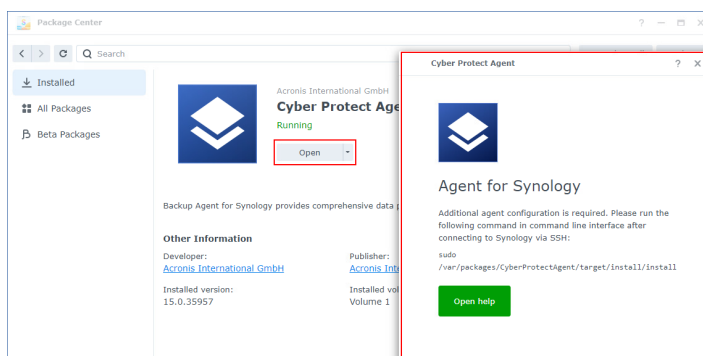 Package Center
Search
Installed
All Packages
Beta Packages
Acronis International GmbH
Cyber Protect Age
Running
Open
Backup Agent for Synology provides comprehensive data
Other Information
Developer:
Acronis International GmbH
Publisher:
Acronis Inte
Installed version:
15.0.35957
Installed vol
Volume 1
Cyber Protect Agent
Agent for Synology
Additional agent configuration is required. Please run the
following command in command line interface after
connecting to Synology via SSH:
sudo
/var/packages/CyberProtectAgent/target/install/install
Open help